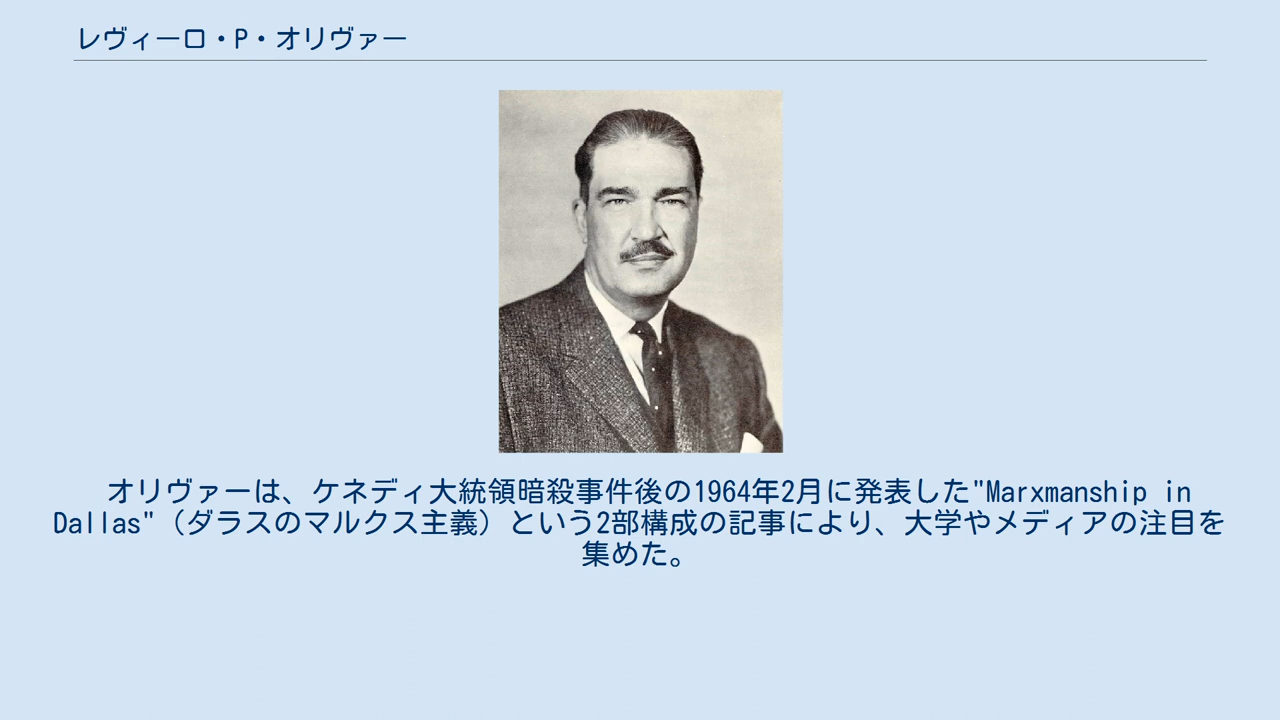 レヴィーロ・P・オリヴァー
オリヴァーは、ケネディ大統領暗殺事件後の1964年2月に発表した"Marxmanship in
Dallas"（ダラスのマルクス主義）という2部構成の記事により、大学やメディアの注目を
集めた。